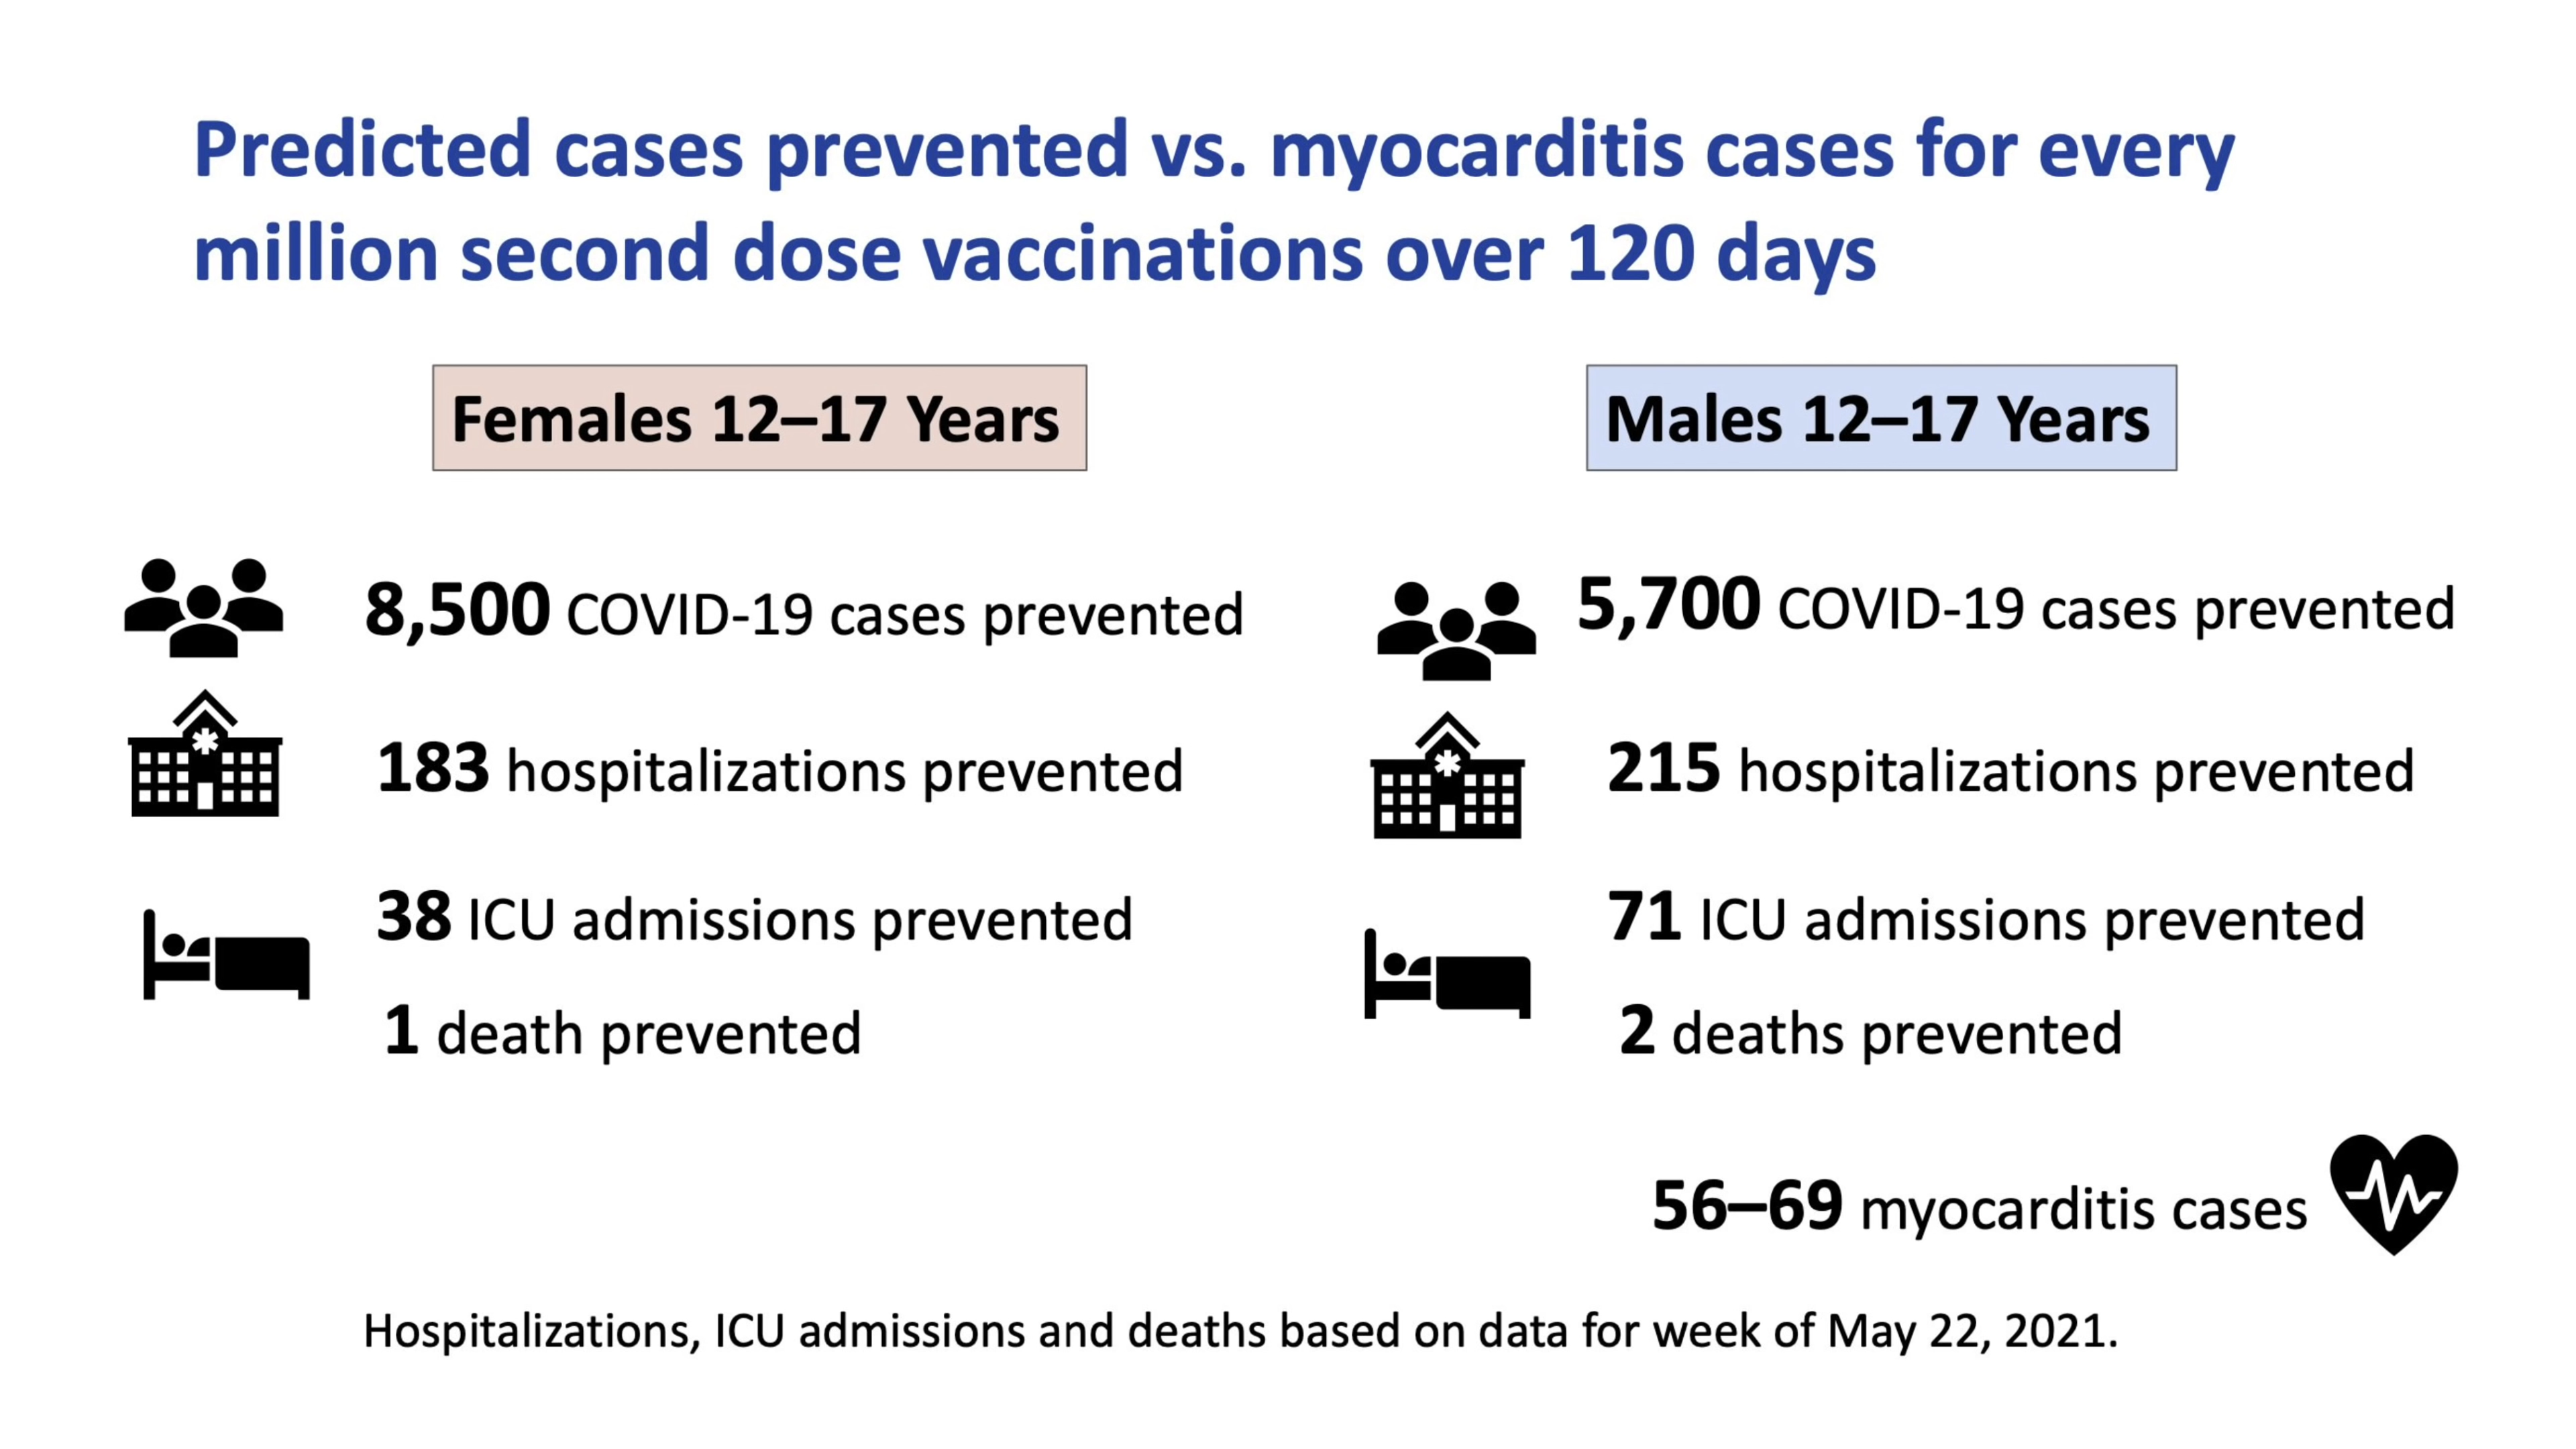 Predicted cases prevented vs. myocarditis cases for every
million second dose vaccinations over 120 days
Females 12–17 Years
8,500 COVID-19 cases prevented
183 hospitalizations prevented
38 ICU admissions prevented
1 death prevented
Males 12–17 Years
5,700 COVID-19 cases prevented
215 hospitalizations prevented
71 ICU admissions prevented
2 deaths prevented
56–69 myocarditis cases
Hospitalizations, ICU admissions and deaths based on data for week of May 22, 2021.